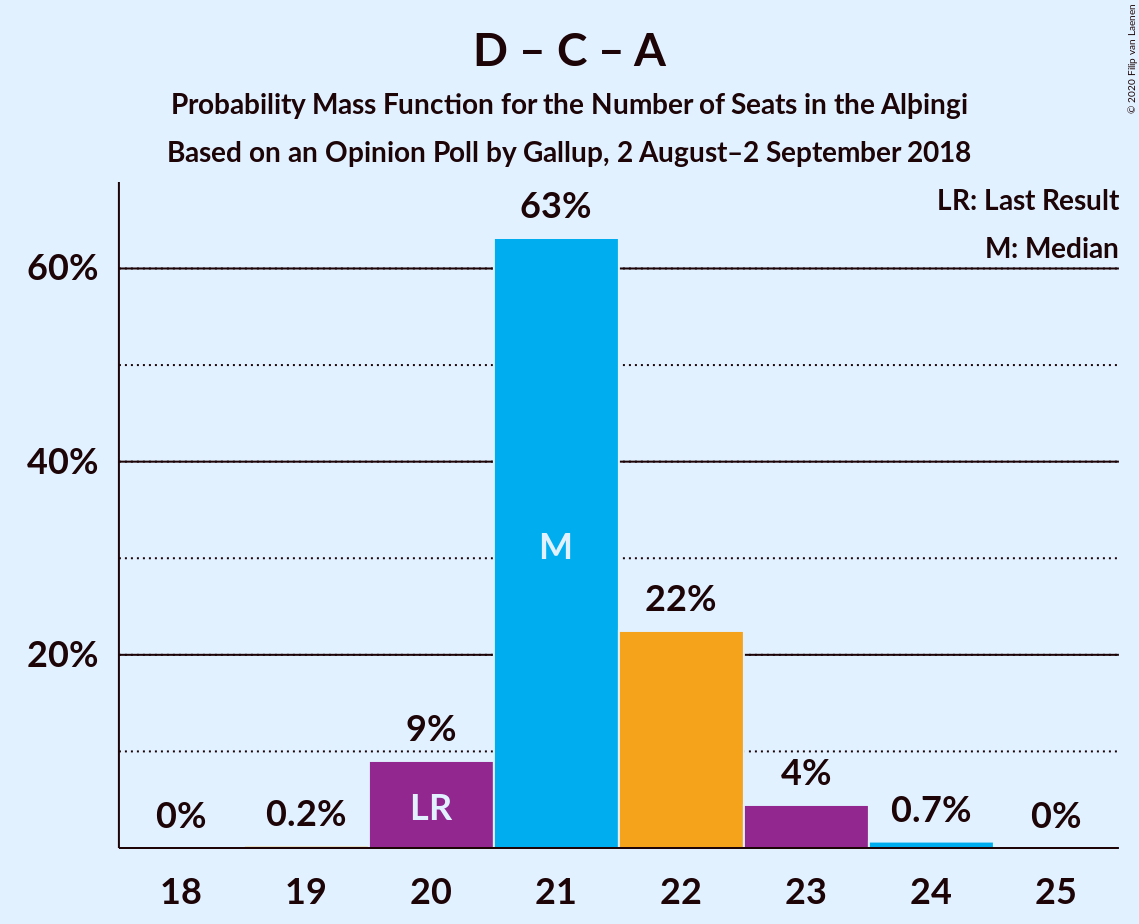 D – C – A
Probability Mass Function for the Number of Seats in the Alþingi
Based on an Opinion Poll by Gallup, 2 August–2 September 2018
© 2020 Filip van Laenen
LR: Last Result
M: Median
60%
40%
20%
0%
0.2%
9%
63%
22%
4%
0.7%
0%
LR
M
18 19 20 21 22 23 24 25